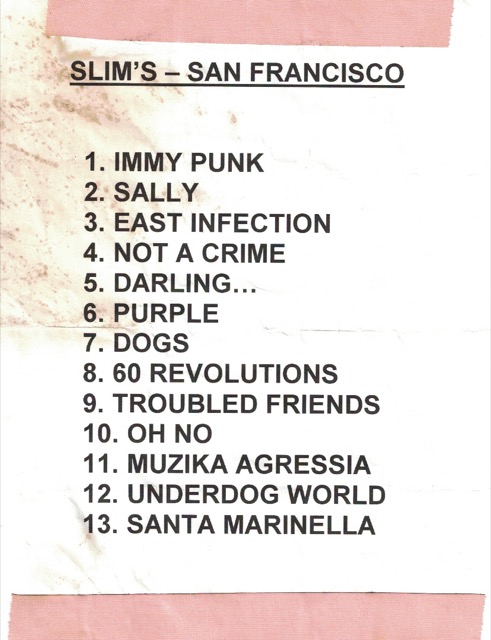 SLIM'S – SAN FRANCISCO
1. IMMY PUNK
2. SALLY
3. EAST INFECTION
4. NOT A CRIME
5. DARLING…
6. PURPLE
7. DOGS
8. 60 REVOLUTIONS
9. TROUBLED FRIENDS
10. OH NO
11. MUZIKA AGRESSIA
12. UNDERDOG WORLD
13. SANTA MARINELLA